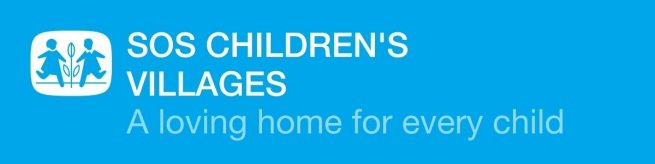 SOS CHILDREN'S
VILLAGES
A loving home for every child